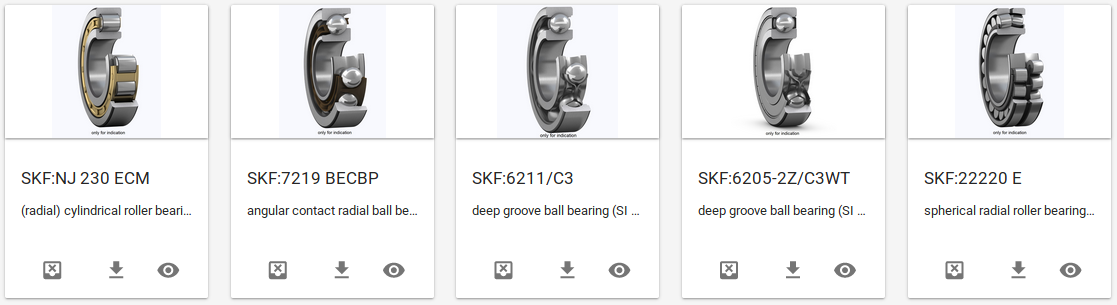 only for indication
only for indication
only for indication
only for indication
only for indication
SKF:NJ 230 ECM
SKF:7219 BECBP
SKF:6211/C3
SKF:6205-2Z/C3WT
SKF:22220 E
(radial) cylindrical roller beari...
angular contact radial ball be...
deep groove ball bearing (SI ...
deep groove ball bearing (SI ...
spherical radial roller bearing...